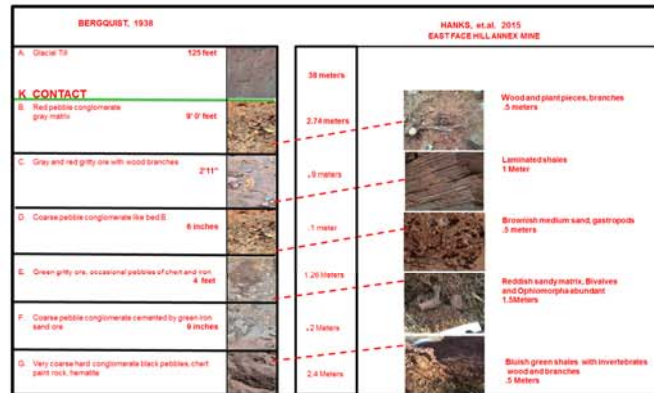 BERGQUIST, 1938
A. Glacial Till
125 feet
K CONTACT
B. Red pebble conglomerate
gray matrix
9' 0' feet
C. Gray and red gritty ore with wood branches
2'11"
D. Coarse pebble conglomerate like bed B
6 inches
E. Green gritty ore, occasional pebbles of chert and iron
4 feet
F. Coarse pebble conglomerate cemented by green iron
sand ore
9 inches
G. Very coarse hard conglomerate black pebbles, chert
paint rock, hematite
38 meters
2.74 meters
.9 meters
.1 meter
1.26 Meters
.2 Meters
2.4 Meters
HANKS, et.al. 2015
EAST FACE HILL ANNEX MINE
Wood and plant pieces, branches
.5 meters
Laminated shales
1 Meter
Brownish medium sand, gastropods
.5 meters
Reddish sandy matrix, Bivalves
and Ophiomorpha abundant
1.5Meters
Bluish green shales with invertebrates
wood and branches
.5 Meters